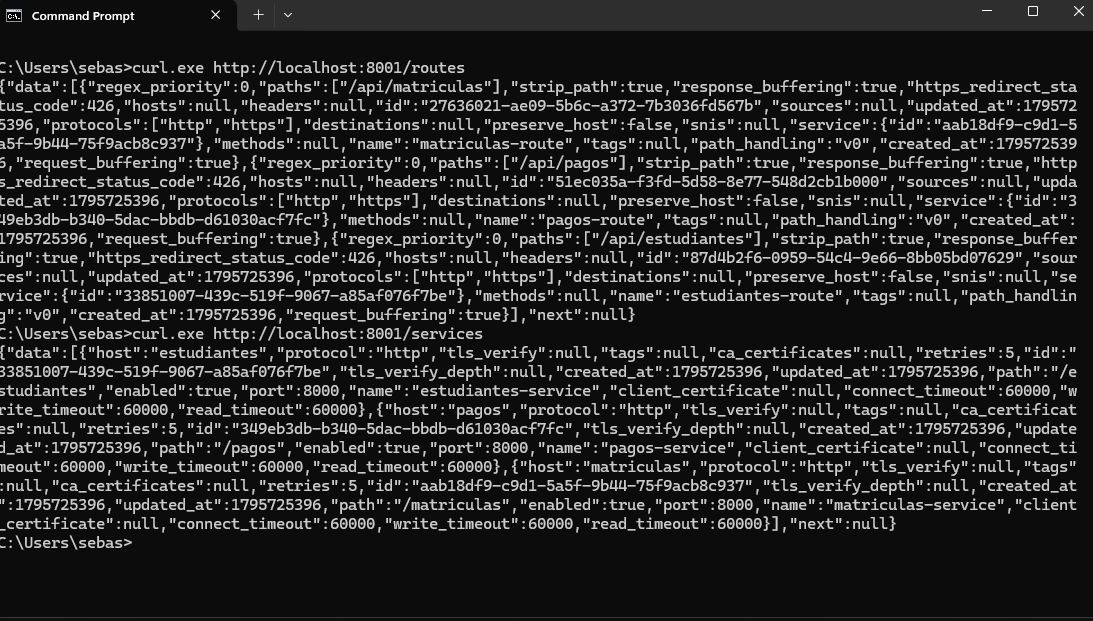 Command Prompt
C:\Users\sebas>curl.exe http://localhost:8001/routes
{"data":[{"regex_priority":0,"paths":["/api/matriculas"],"strip_path":true,"response_buffering":true,"https_redirect_sta
tus_code":426,"hosts":null,"headers":null,"id":"27636021-ae09-5b6c-a372-7b3036fd567b","sources":null,"updated_at":179572
5396,"protocols":["http","https"],"destinations":null,"preserve_host":false,"snis":null,"service":{"id":"aab18df9-c9d1-5
a5f-9b44-75f9acb8c937"},"methods":null,"name":"matriculas-route","tags":null,"path_handling":"v0","created_at":179572539
6,"request_buffering":true},{"regex_priority":0,"paths":["/api/pagos"],"strip_path":true,"response_buffering":true,"http
s_redirect_status_code":426,"hosts":null,"headers":null,"id":"51ec035a-f3fd-5d58-8e77-548d2cb1b000","sources":null,"upda
ted_at":1795725396,"protocols":["http","https"],"destinations":null,"preserve_host":false,"snis":null,"service":{"id":"3
49eb3db-b340-5dac-bbdb-d61030acf7fc"},"methods":null,"name":"pagos-route","tags":null,"path_handling":"v0","created_at":
1795725396,"request_buffering":true},{"regex_priority":0,"paths":["/api/estudiantes"],"strip_path":true,"response_buffer
ing":true,"https_redirect_status_code":426,"hosts":null,"headers":null,"id":"87d4b2f6-0959-54c4-9e66-8bb05bd07629","sour
ces":null,"updated_at":1795725396,"protocols":["http","https"],"destinations":null,"preserve_host":false,"snis":null,"se
rvice":{"id":"33851007-439c-519f-9067-a85af076f7be"},"methods":null,"name":"estudiantes-route","tags":null,"path_handlin
g":"v0","created_at":1795725396,"request_buffering":true}],"next":null}
C:\Users\sebas>curl.exe http://localhost:8001/services
{"data":[{"host":"estudiantes","protocol":"http","tls_verify":null,"tags":null,"ca_certificates":null,"retries":5,"id":"
33851007-439c-519f-9067-a85af076f7be","tls_verify_depth":null,"created_at":1795725396,"updated_at":1795725396,"path":"/e
studiantes","enabled":true,"port":8000,"name":"estudiantes-service","client_certificate":null,"connect_timeout":60000,"w
rite_timeout":60000,"read_timeout":60000},{"host":"pagos","protocol":"http","tls_verify":null,"tags":null,"ca_certificat
es":null,"retries":5,"id":"349eb3db-b340-5dac-bbdb-d61030acf7fc","tls_verify_depth":null,"created_at":1795725396,"update
d_at":1795725396,"path":"/pagos","enabled":true,"port":8000,"name":"pagos-service","client_certificate":null,"connect_ti
meout":60000,"write_timeout":60000,"read_timeout":60000},{"host":"matriculas","protocol":"http","tls_verify":null,"tags"
:null,"ca_certificates":null,"retries":5,"id":"aab18df9-c9d1-5a5f-9b44-75f9acb8c937","tls_verify_depth":null,"created_at
":1795725396,"updated_at":1795725396,"path":"/matriculas","enabled":true,"port":8000,"name":"matriculas-service","client
_certificate":null,"connect_timeout":60000,"write_timeout":60000,"read_timeout":60000}],"next":null}
C:\Users\sebas>